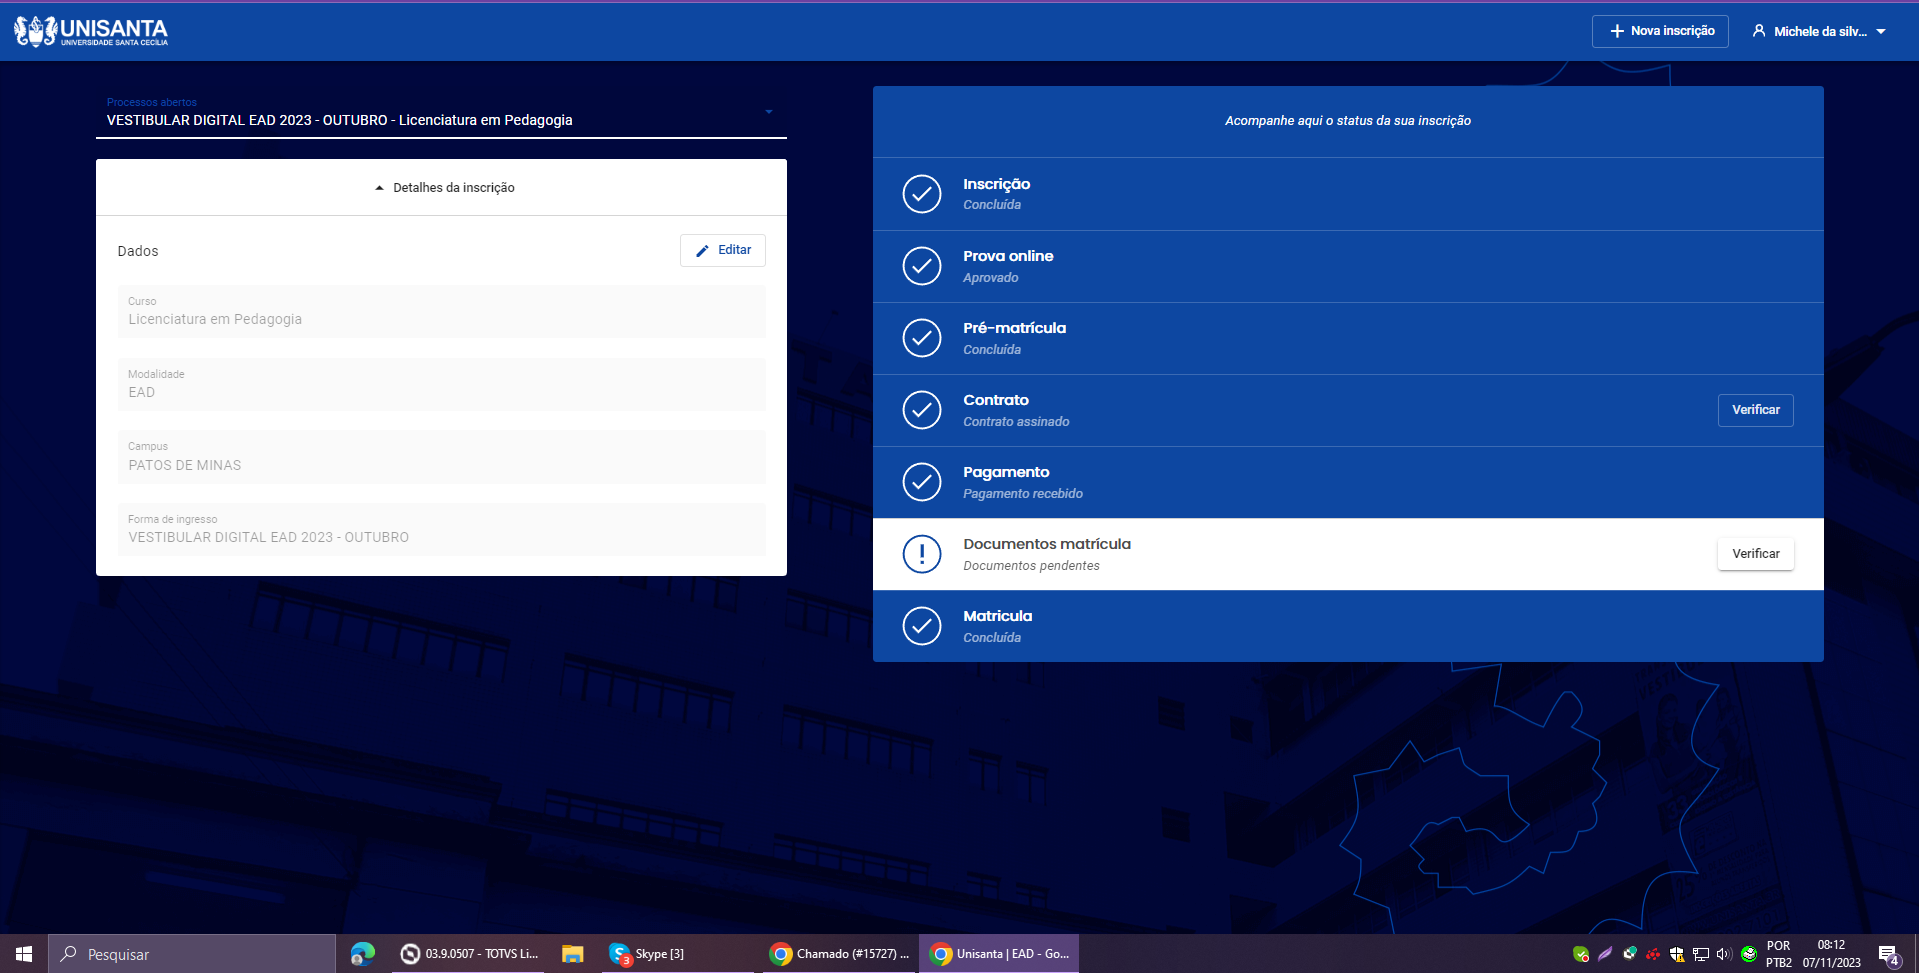 UNISANTA
UNIVERSIDADE SANTA CECÍLIA
Nova inscrição
Michele da silv...
Processos abertos
VESTIBULAR DIGITAL EAD 2023 - OUTUBRO - Licenciatura em Pedagogia
Detalhes da inscrição
Dados
Editar
Curso
Licenciatura em Pedagogia
Modalidade
EAD
Campus
PATOS DE MINAS
Forma de ingresso
VESTIBULAR DIGITAL EAD 2023 - OUTUBRO
Acompanhe aqui o status da sua inscrição
Inscrição
Concluída
Prova online
Aprovado
Pré-matrícula
Concluída
Contrato
Contrato assinado
Verificar
Pagamento
Pagamento recebido
Documentos matrícula
Documentos pendentes
Verificar
Matricula
Concluída
Pesquisar
03.9.0507 - TOTVS Li...
Skype [3]
3
Chamado (#15727) ...
Unisanta | EAD - Go...
POR
PTB2
08:12
07/11/2023
4